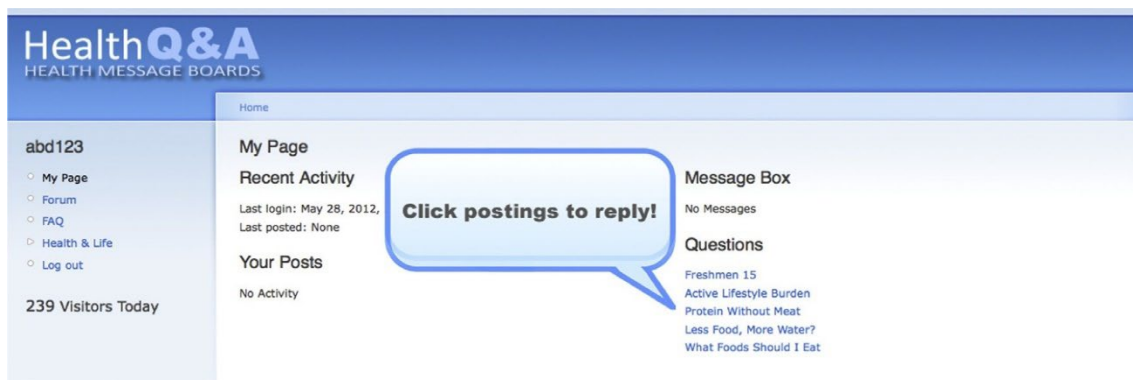 Health Q&A
HEALTH MESSAGE BOARDS
Home
abd123
My Page
Forum
FAQ
Health & Life
Log out
239 Visitors Today
My Page
Recent Activity
Last login: May 28, 2012,
Last posted: None
Your Posts
No Activity
Click postings to reply!
Message Box
No Messages
Questions
Freshmen 15
Active Lifestyle Burden
Protein Without Meat
Less Food, More Water?
What Foods Should I Eat